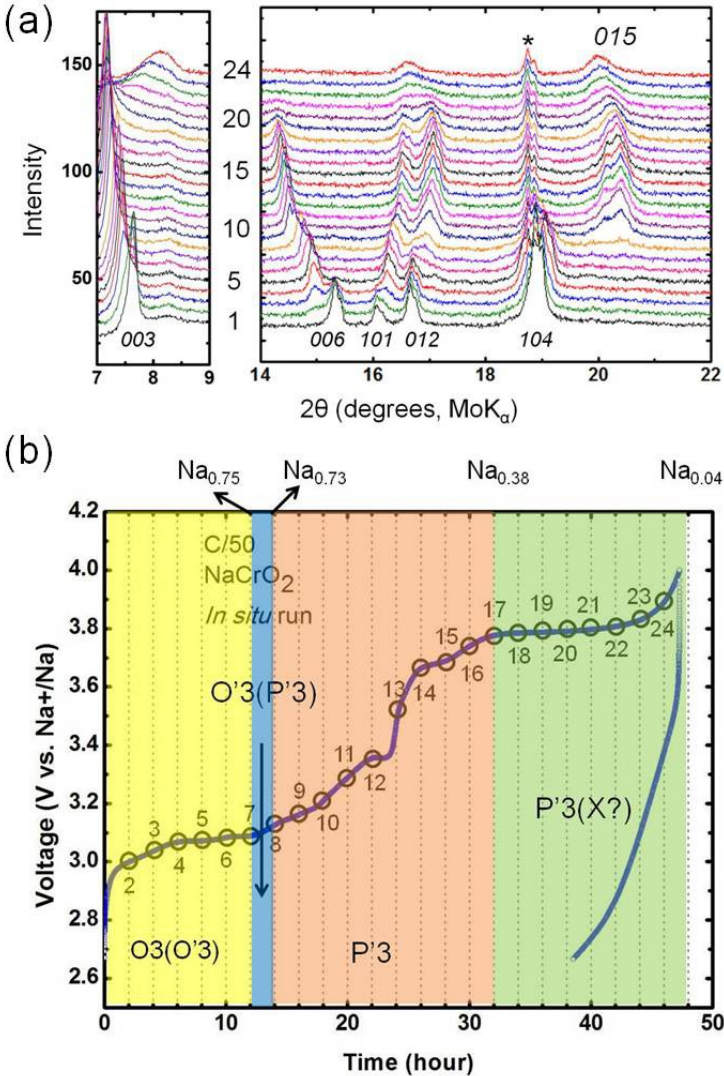 (a)
150
100
50
Intensity
24
20
15
10
5
1
*
015
003
006 101 012 104
7 8 9 14 16 18 20 22
2θ (degrees, MoKα)
(b)
Na0.75 Na0.73 Na0.38 Na0.04
4.2
4.0
3.8
3.6
3.4
3.2
3.0
2.8
2.6
Voltage (V vs. Na+/Na)
C/50
NaCrO2
In situ run
O'3(P'3)
O3(O'3)
P'3
P'3(X?)
2 3 4 5 6 7 8 9 10 11 12 13 14 15 16 17 18 19 20 21 22 23 24
0 10 20 30 40 50
Time (hour)